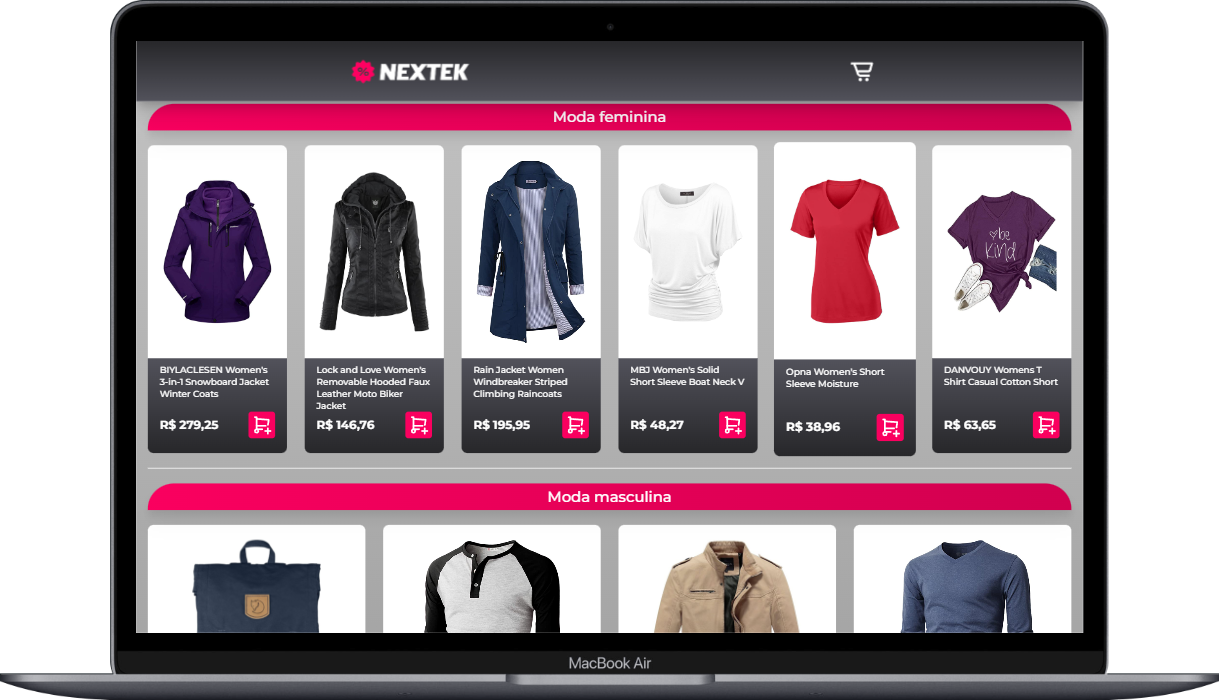 NEXTEK
Moda feminina
BIYLACLESEN Women's
3-in-1 Snowboard Jacket
Winter Coats
R$ 279,25
Lock and Love Women's
Removable Hooded Faux
Leather Moto Biker
Jacket
R$ 146,76
Rain Jacket Women
Windbreaker Striped
Climbing Raincoats
R$ 195,95
MBJ Women's Solid
Short Sleeve Boat Neck V
R$ 48,27
Opna Women's Short
Sleeve Moisture
R$ 38,96
be
kind
DANVOUY Womens T
Shirt Casual Cotton Short
R$ 63,65
Moda masculina
MacBook Air